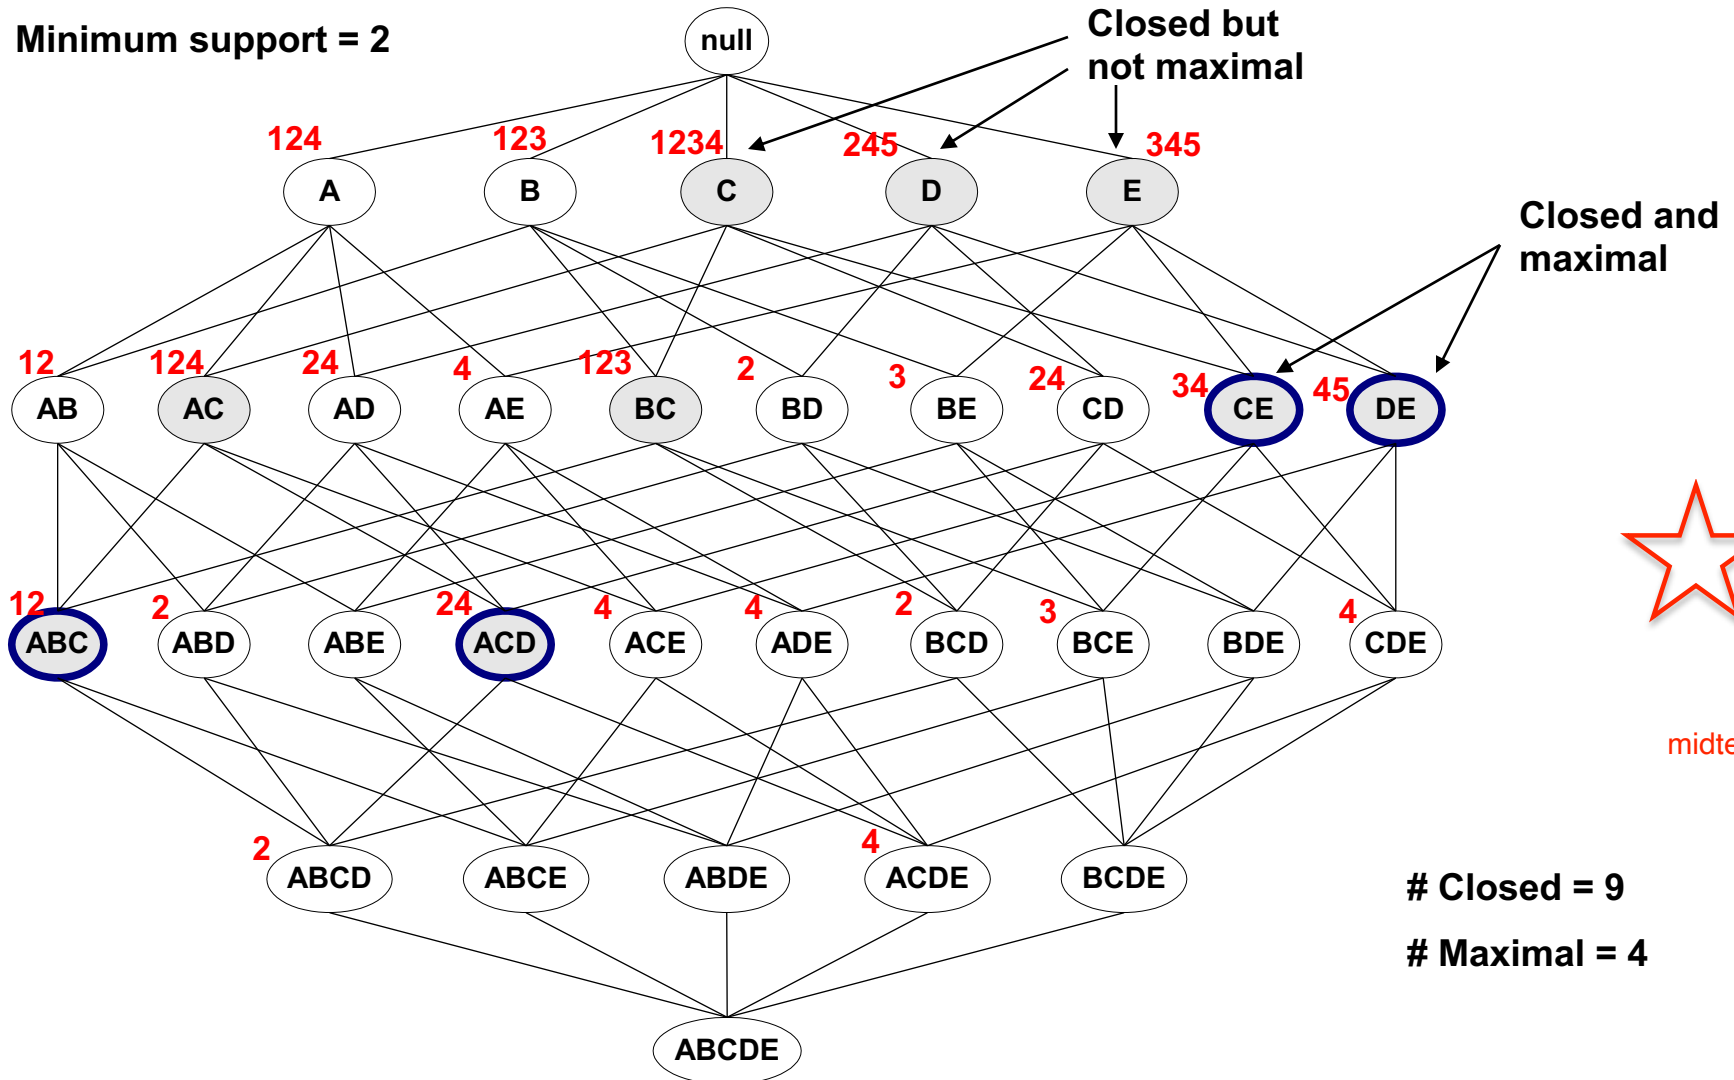 Minimum support = 2
null
Closed but
not maximal
124
123
1234
245
345
A
B
C
D
E
Closed and
maximal
12
124
24
4
123
2
3
24
34
45
AB
AC
AD
AE
BC
BD
BE
CD
CE
DE
12
2
24
4
4
2
3
4
ABC
ABD
ABE
ACD
ACE
ADE
BCD
BCE
BDE
CDE
midte
2
4
ABCD
ABCE
ABDE
ACDE
BCDE
# Closed = 9
# Maximal = 4
ABCDE